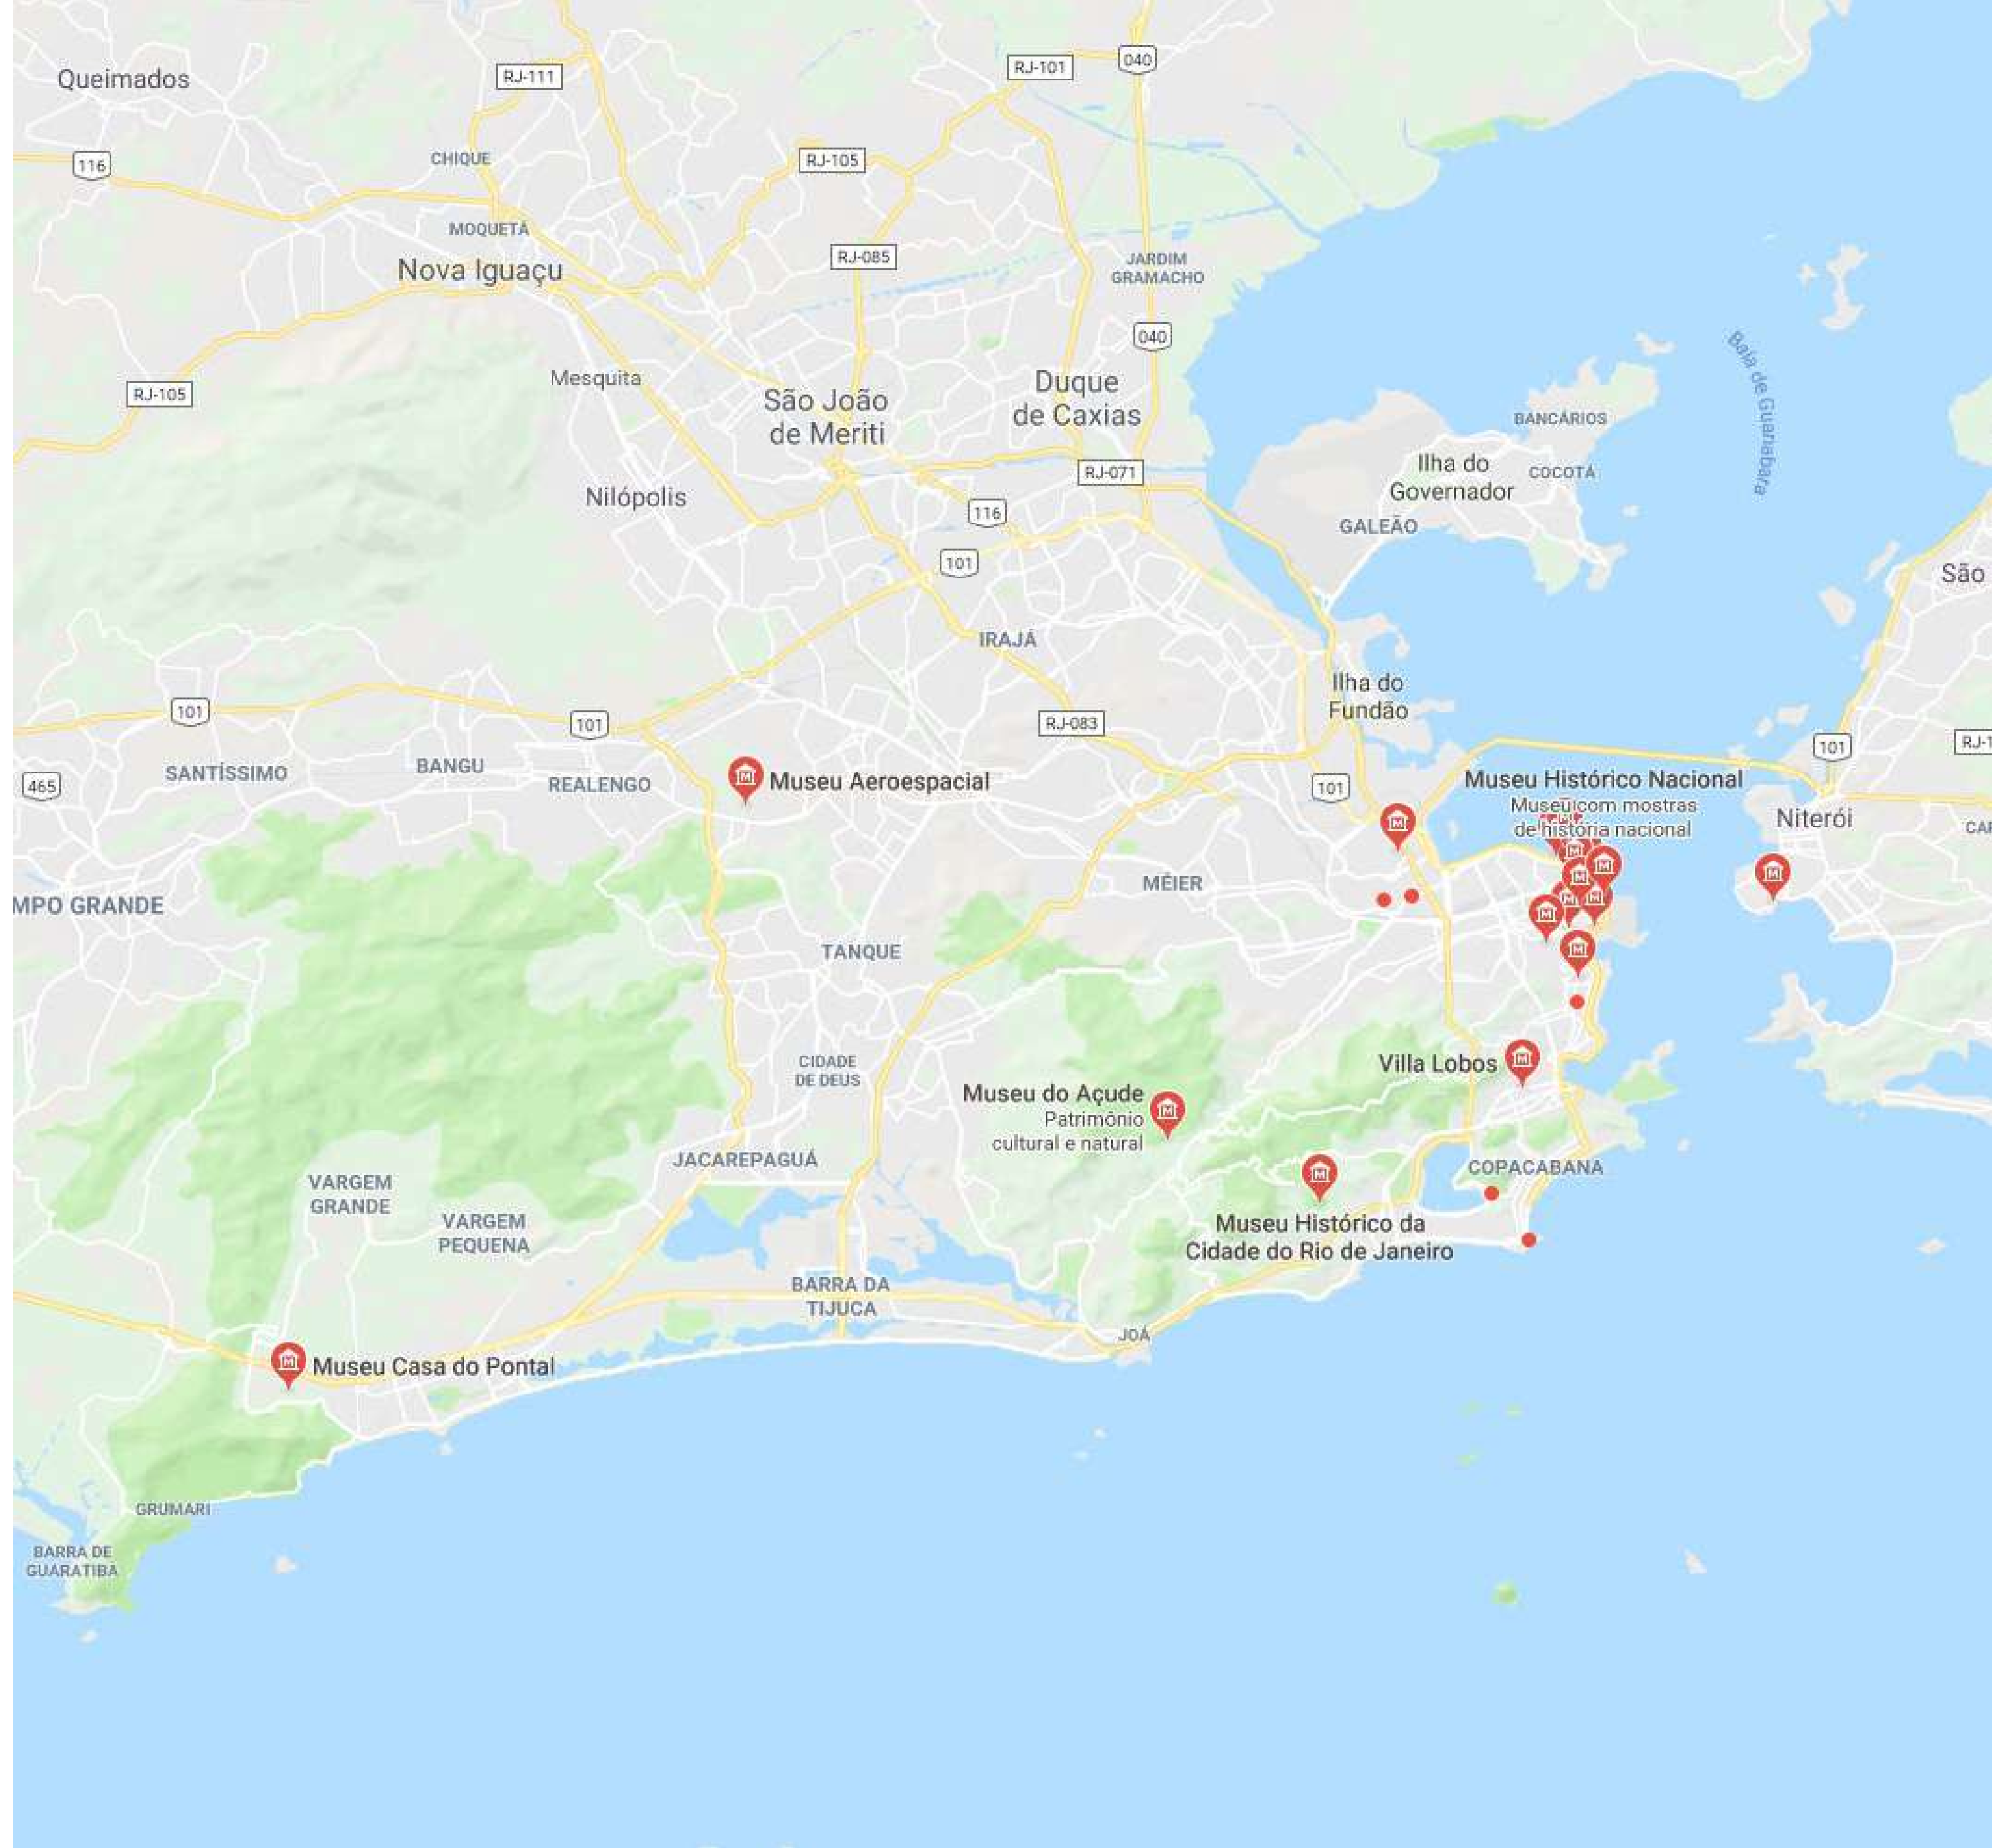 Queimados
RJ-111
RJ-101
040
116
CHIQUE
RJ-105
MOQUETÁ
Nova Iguaçu
RJ-085
JARDIM
GRAMACHO
040
Baía de Guanabara
RJ-105
Mesquita
São João
de Meriti
Duque
de Caxias
BANCÁRIOS
Ilha do
Governador
COCOTÁ
RJ-071
Nilópolis
116
GALEÃO
101
São
IRAJÁ
Ilha do
Fundão
101
101
RJ-083
101
RJ-1
SANTÍSSIMO
BANGU
REALENGO
465
Museu Aeroespacial
101
Museu Histórico Nacional
Museu com mostras
de história nacional
Niterói
CAF
MÉIER
MPO GRANDE
TANQUE
CIDADE
DE DEUS
Villa Lobos
Museu do Açude
Patrimônio
cultural e natural
JACAREPAGUÁ
COPACABANA
VARGEM
GRANDE
VARGEM
PEQUENA
Museu Histórico da
Cidade do Rio de Janeiro
BARRA DA
TIJUCA
JOÁ
Museu Casa do Pontal
GRUMARI
BARRA DE
GUARATIBA